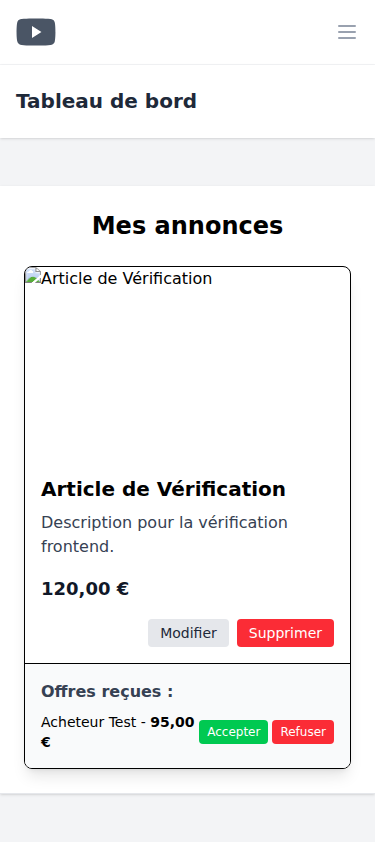 Tableau de bord
Mes annonces
Article de Vérification
Article de Vérification
Description pour la vérification
frontend.
120,00 €
Modifier
Supprimer
Offres reçues :
Acheteur Test - 95,00
€
Accepter
Refuser